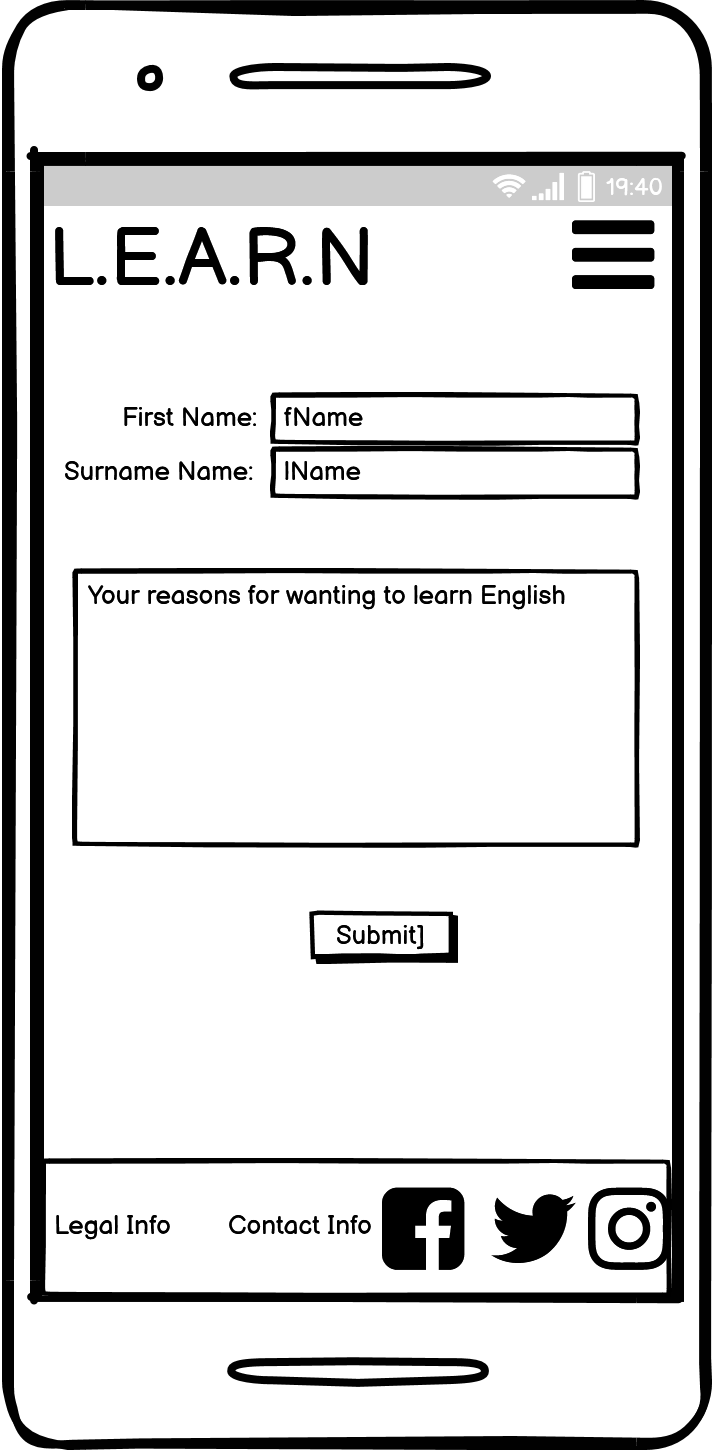 19:40
L.E.A.R.N
First Name: fName
Surname Name: lName
Your reasons for wanting to learn English
Submit]
Legal Info Contact Info